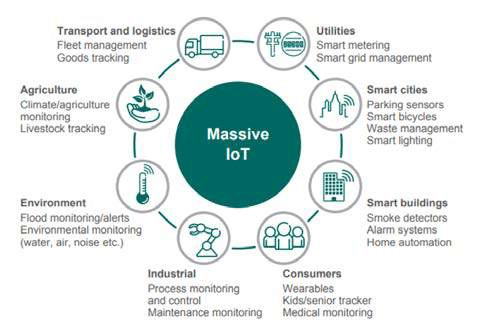 Transport and logistics
Fleet management
Goods tracking
Utilities
Smart metering
Smart grid management
Agriculture
Climate/agriculture
monitoring
Livestock tracking
Smart cities
Parking sensors
Smart bicycles
Waste management
Smart lighting
Massive
IoT
Environment
Flood monitoring/alerts
Environmental monitoring
(water, air, noise etc.)
Smart buildings
Smoke detectors
Alarm systems
Home automation
Industrial
Process monitoring
and control
Maintenance monitoring
Consumers
Wearables
Kids/senior tracker
Medical monitoring